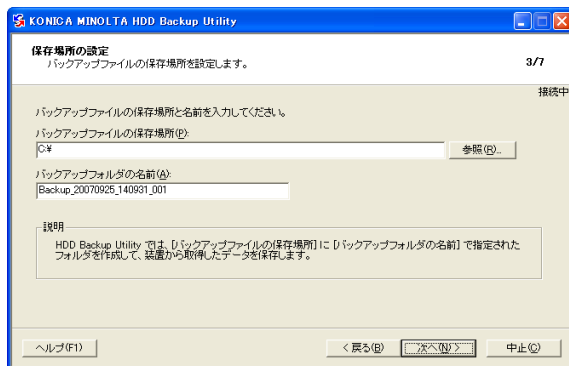 KONICA MINOLTA HDD Backup Utility
保存場所の設定
バックアップファイルの保存場所を設定します。
3/7
接続中
バックアップファイルの保存場所と名前を入力してください。
バックアップファイルの保存場所(P):
C:¥
参照(R)...
バックアップフォルダの名前(A):
Backup_20070925_140931_001
説明
HDD Backup Utility では、[バックアップファイルの保存場所] に [バックアップフォルダの名前] で指定された
フォルダを作成して、装置から取得したデータを保存します。
ヘルプ(F1)
< 戻る(B)
次へ(N) >
中止(C)